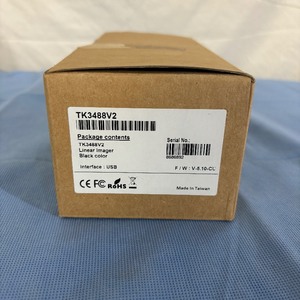 TK3488V2
Package contents
TK3488V2
Linear Imager
Black color
Serial No.:
Interface : USB
F / W : V-5.10-CL
CE FC RoHS
Made In Taiwan